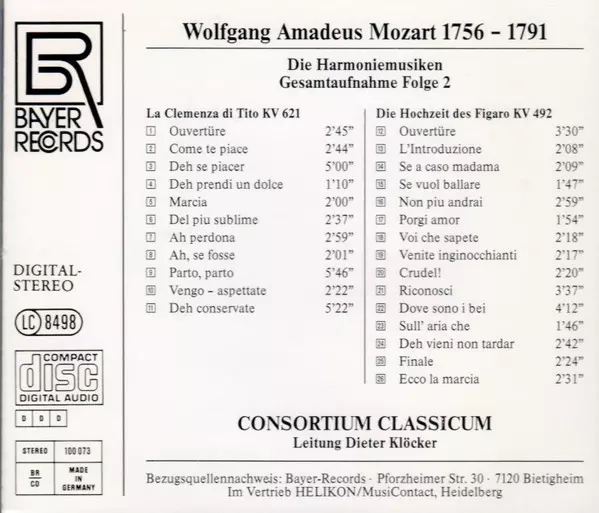 BAYER
RECORDS
DIGITAL-
STEREO
LC 8498
COMPACT
disc
DIGITAL AUDIO
D D D
STEREO 100 073
BR
CD
MADE
IN
GERMANY
Wolfgang Amadeus Mozart 1756 – 1791
Die Harmoniemusiken
Gesamtaufnahme Folge 2
La Clemenza di Tito KV 621
1 Ouvertüre 2’45”
2 Come te piace 2’44”
3 Deh se piacer 5’00”
4 Deh prendi un dolce 1’10”
5 Marcia 2’00”
6 Del piu sublime 2’37”
7 Ah perdona 2’59”
8 Ah, se fosse 2’01”
9 Parto, parto 5’46”
10 Vengo – aspettate 2’22”
11 Deh conservate 5’22”
Die Hochzeit des Figaro KV 492
12 Ouvertüre 3’30”
13 L’Introduzione 2’08”
14 Se a caso madama 2’09”
15 Se vuol ballare 1’47”
16 Non piu andrai 2’59”
17 Porgi amor 1’54”
18 Voi che sapete 2’18”
19 Venite inginocchianti 2’17”
20 Crudel! 2’20”
21 Riconosci 3’37”
22 Dove sono i bei 4’12”
23 Sull’ aria che 1’46”
24 Deh vieni non tardar 2’42”
25 Finale 2’24”
26 Ecco la marcia 2’31”
CONSORTIUM CLASSICUM
Leitung Dieter Klöcker
Bezugsquellennachweis: Bayer-Records · Pforzheimer Str. 30 · 7120 Bietigheim
Im Vertrieb HELIKON/MusiContact, Heidelberg